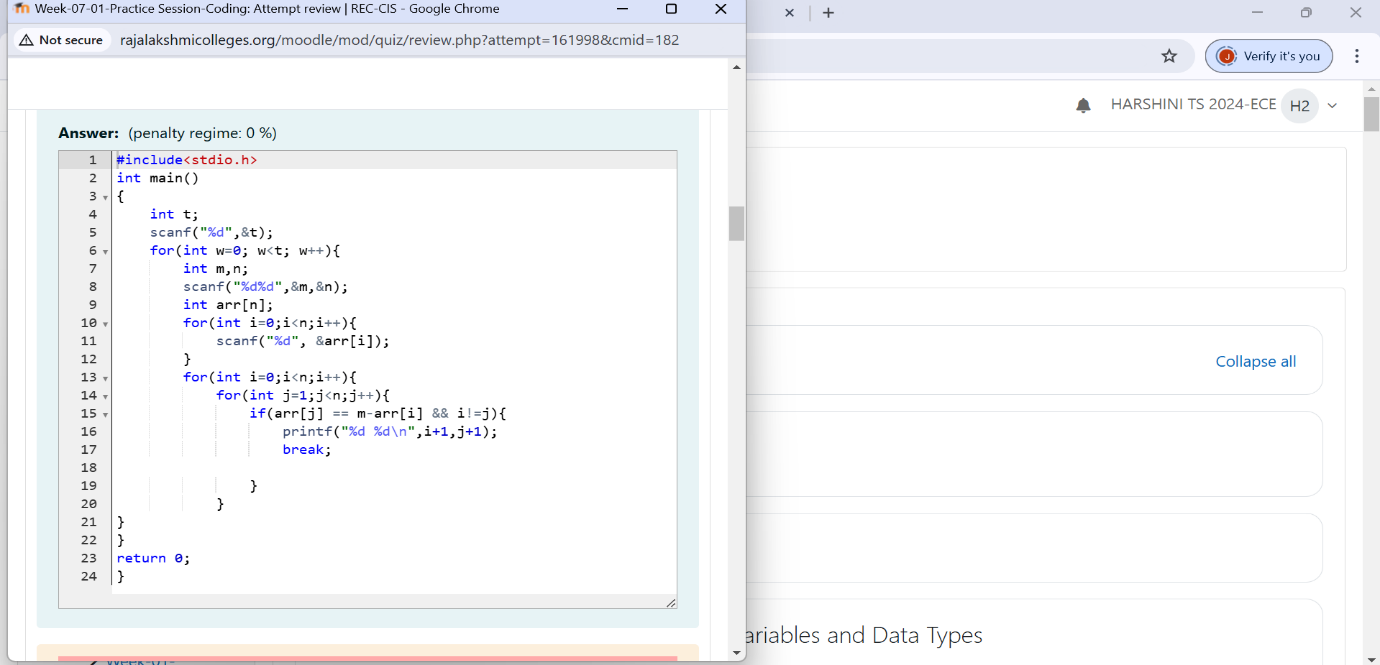 Week-07-01-Practice Session-Coding: Attempt review | REC-CIS - Google Chrome
Not secure rajalakshmicolleges.org/moodle/mod/quiz/review.php?attempt=161998&cmid=182
Verify it's you
HARSHINI TS 2024-ECE H2
Answer: (penalty regime: 0 %)
1 #include<stdio.h>
2 int main()
3 {
4 int t;
5 scanf("%d",&t);
6 for(int w=0; w<t; w++){
7 int m,n;
8 scanf("%d%d",&m,&n);
9 int arr[n];
10 for(int i=0;i<n;i++){
11 scanf("%d", &arr[i]);
12 }
13 for(int i=0;i<n;i++){
14 for(int j=1;j<n;j++){
15 if(arr[j] == m-arr[i] && i!=j){
16 printf("%d %d\n",i+1,j+1);
17 break;
18
19 }
20 }
21 }
22 }
23 return 0;
24 }
Collapse all
ariables and Data Types